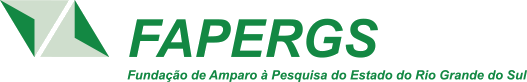 FAPERGS
Fundação de Amparo à Pesquisa do Estado do Rio Grande do Sul